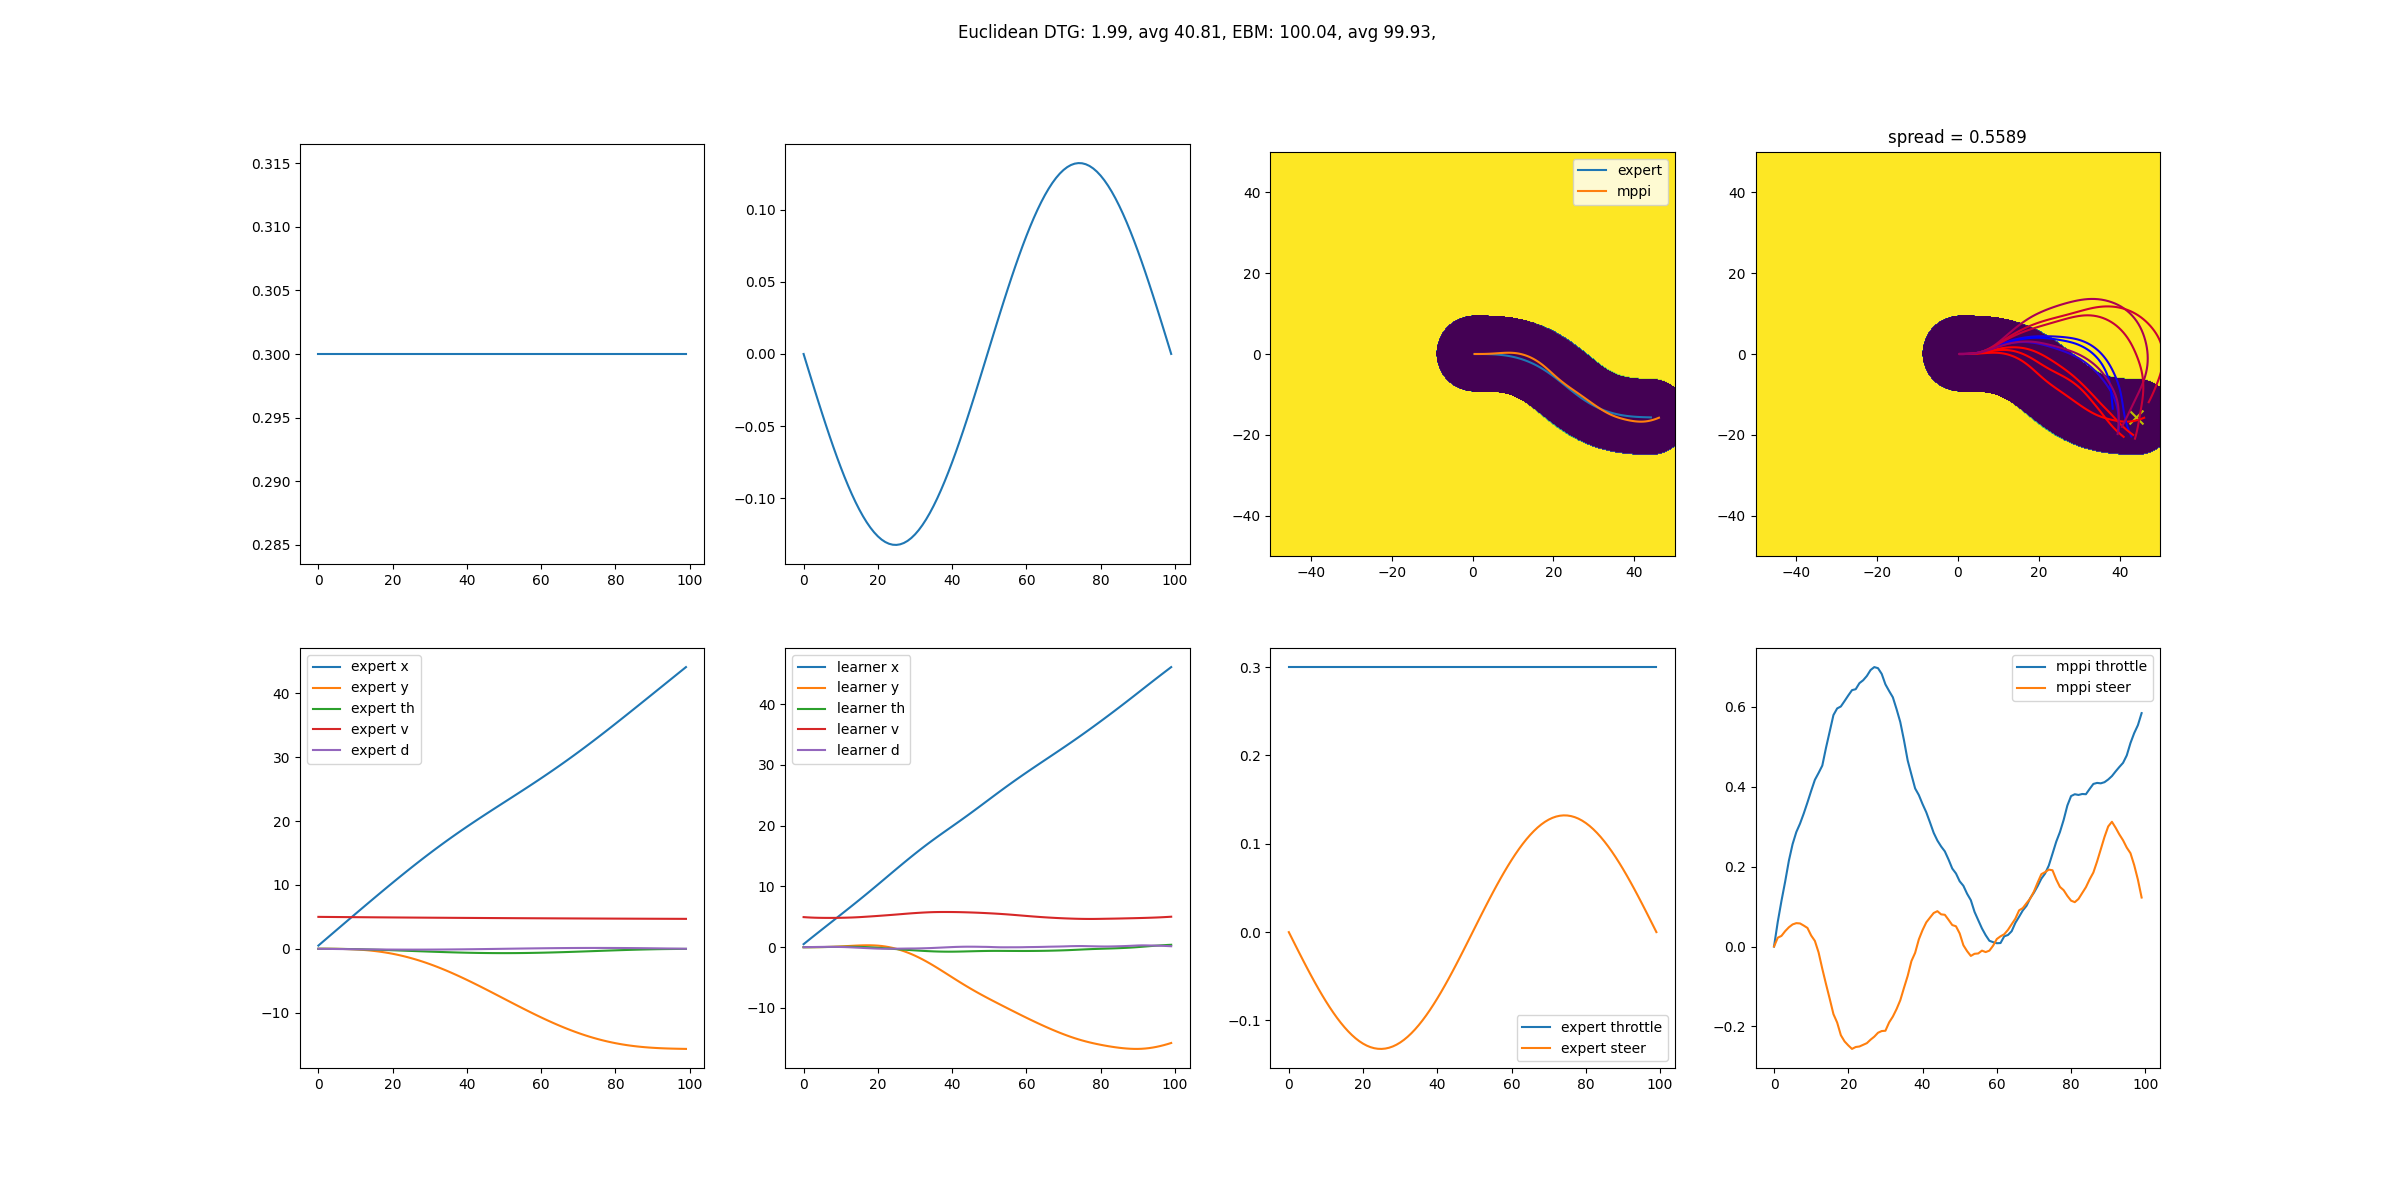 Euclidean DTG: 1.99, avg 40.81, EBM: 100.04, avg 99.93,
0.315
0.310
0.305
0.300
0.295
0.290
0.285
0 20 40 60 80 100
0.10
0.05
0.00
−0.05
−0.10
0 20 40 60 80 100
expert
mppi
40
20
0
−20
−40
−40 −20 0 20 40
spread = 0.5589
40
20
0
−20
−40
−40 −20 0 20 40
expert x
expert y
expert th
expert v
expert d
40
30
20
10
0
−10
0 20 40 60 80 100
learner x
learner y
learner th
learner v
learner d
40
30
20
10
0
−10
0 20 40 60 80 100
0.3
0.2
0.1
0.0
−0.1
expert throttle
expert steer
0 20 40 60 80 100
mppi throttle
mppi steer
0.6
0.4
0.2
0.0
−0.2
0 20 40 60 80 100